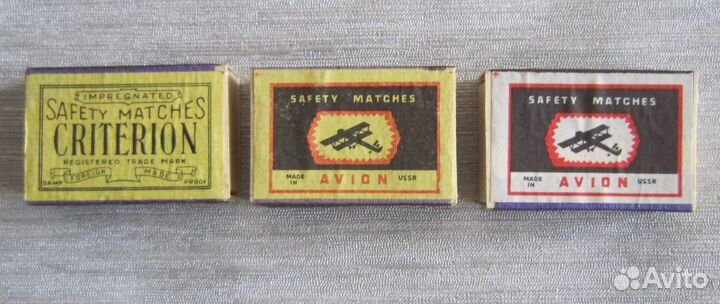 IMPREGNATED
SAFETY MATCHES
CRITERION
REGISTERED TRADE MARK
DAMP FOREIGN MADE PROOF
SAFETY MATCHES
MADE IN AVION USSR
SAFETY MATCHES
MADE IN AVION USSR
Avito